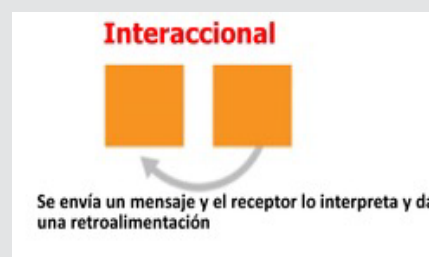 Interaccional
Se envía un mensaje y el receptor lo interpreta y da
una retroalimentación